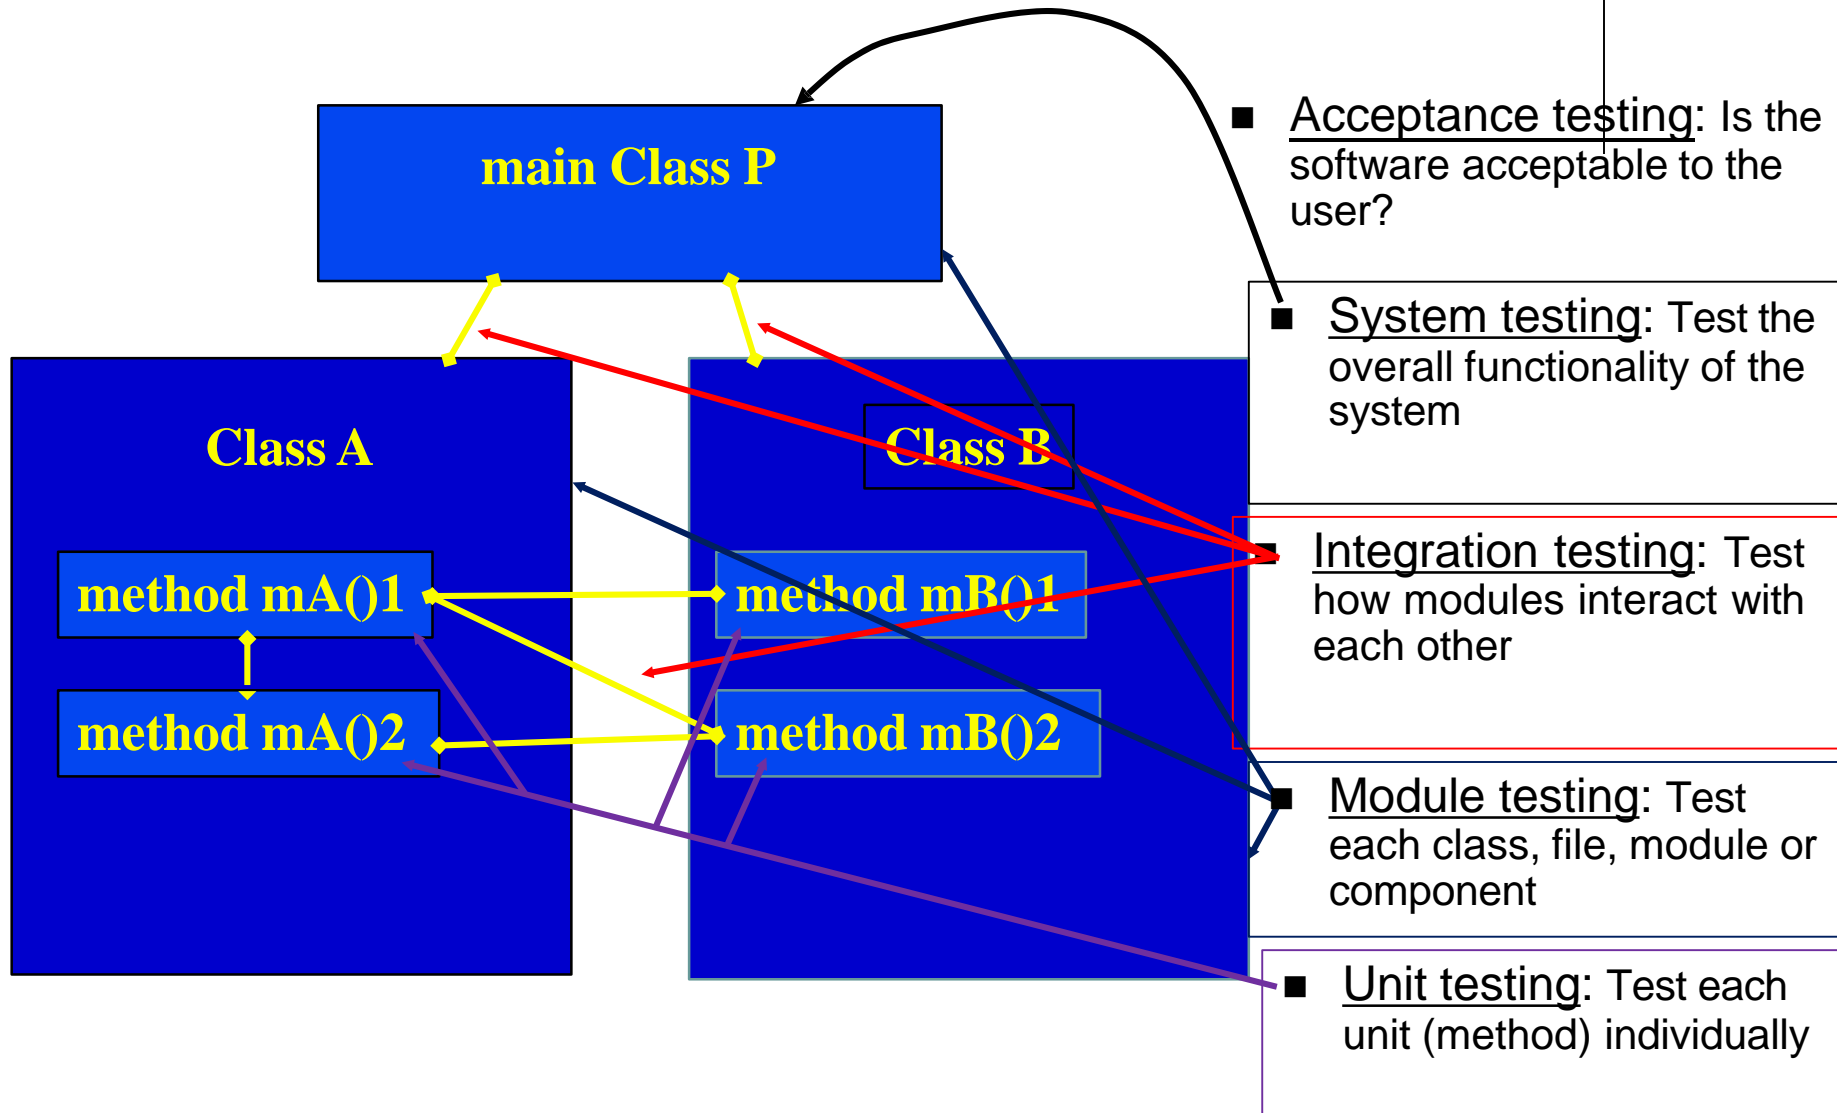 main Class P
Class A
method mA()1
method mA()2
Class B
method mB()1
method mB()2
■ Acceptance testing: Is the
software acceptable to the
user?
■ System testing: Test the
overall functionality of the
system
■ Integration testing: Test
how modules interact with
each other
■ Module testing: Test
each class, file, module or
component
■ Unit testing: Test each
unit (method) individually